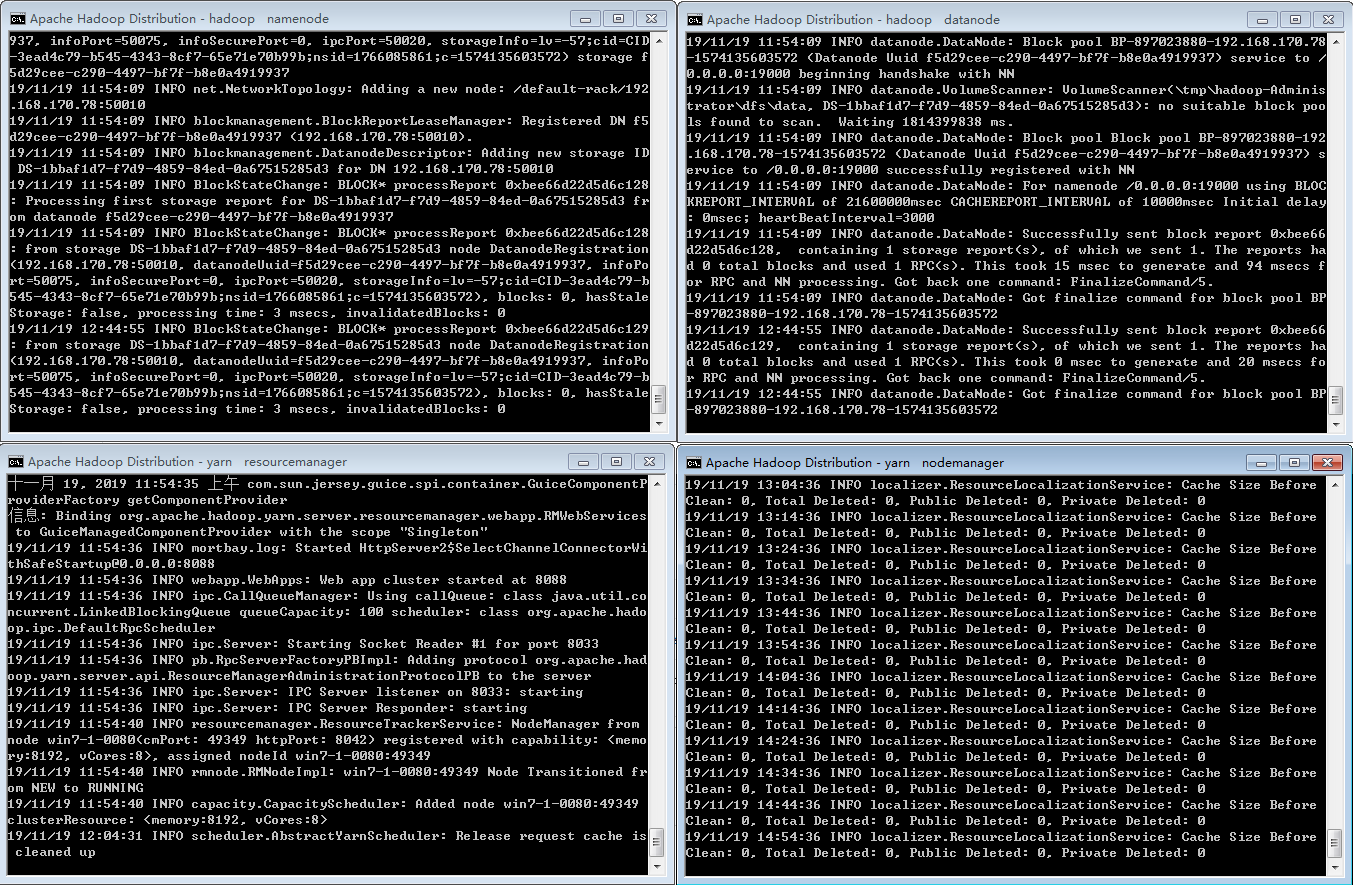 Apache Hadoop Distribution - hadoop   namenode
937, infoPort=50075, infoSecurePort=0, ipcPort=50020, storageInfo=lv=-57;cid=CID
-3ead4c79-b545-4343-8cf7-65e71e70b99b;nsid=1766085861;c=1574135603572) storage f
5d29cee-c290-4497-bf7f-b8e0a4919937
19/11/19 11:54:09 INFO net.NetworkTopology: Adding a new node: /default-rack/192
.168.170.78:50010
19/11/19 11:54:09 INFO blockmanagement.BlockReportLeaseManager: Registered DN f5
d29cee-c290-4497-bf7f-b8e0a4919937 (192.168.170.78:50010).
19/11/19 11:54:09 INFO blockmanagement.DatanodeDescriptor: Adding new storage ID
 DS-1bbaf1d7-f7d9-4859-84ed-0a67515285d3 for DN 192.168.170.78:50010
19/11/19 11:54:09 INFO BlockStateChange: BLOCK* processReport 0xbee66d22d5d6c128
: Processing first storage report for DS-1bbaf1d7-f7d9-4859-84ed-0a67515285d3 fr
om datanode f5d29cee-c290-4497-bf7f-b8e0a4919937
19/11/19 11:54:09 INFO BlockStateChange: BLOCK* processReport 0xbee66d22d5d6c128
: from storage DS-1bbaf1d7-f7d9-4859-84ed-0a67515285d3 node DatanodeRegistration
(192.168.170.78:50010, datanodeUuid=f5d29cee-c290-4497-bf7f-b8e0a4919937, infoPo
rt=50075, infoSecurePort=0, ipcPort=50020, storageInfo=lv=-57;cid=CID-3ead4c79-b
545-4343-8cf7-65e71e70b99b;nsid=1766085861;c=1574135603572), blocks: 0, hasStale
Storage: false, processing time: 3 msecs, invalidatedBlocks: 0
19/11/19 12:44:55 INFO BlockStateChange: BLOCK* processReport 0xbee66d22d5d6c129
: from storage DS-1bbaf1d7-f7d9-4859-84ed-0a67515285d3 node DatanodeRegistration
(192.168.170.78:50010, datanodeUuid=f5d29cee-c290-4497-bf7f-b8e0a4919937, infoPo
rt=50075, infoSecurePort=0, ipcPort=50020, storageInfo=lv=-57;cid=CID-3ead4c79-b
545-4343-8cf7-65e71e70b99b;nsid=1766085861;c=1574135603572), blocks: 0, hasStale
Storage: false, processing time: 3 msecs, invalidatedBlocks: 0
Apache Hadoop Distribution - hadoop   datanode
19/11/19 11:54:09 INFO datanode.DataNode: Block pool BP-897023880-192.168.170.78
-1574135603572 (Datanode Uuid f5d29cee-c290-4497-bf7f-b8e0a4919937) service to /
0.0.0.0:19000 beginning handshake with NN
19/11/19 11:54:09 INFO datanode.VolumeScanner: VolumeScanner(\tmp\hadoop-Adminis
trator\dfs\data, DS-1bbaf1d7-f7d9-4859-84ed-0a67515285d3): no suitable block poo
ls found to scan.  Waiting 1814399838 ms.
19/11/19 11:54:09 INFO datanode.DataNode: Block pool Block pool BP-897023880-192
.168.170.78-1574135603572 (Datanode Uuid f5d29cee-c290-4497-bf7f-b8e0a4919937) s
ervice to /0.0.0.0:19000 successfully registered with NN
19/11/19 11:54:09 INFO datanode.DataNode: For namenode /0.0.0.0:19000 using BLOC
KREPORT_INTERVAL of 21600000msec CACHEREPORT_INTERVAL of 10000msec Initial delay
: 0msec; heartBeatInterval=3000
19/11/19 11:54:09 INFO datanode.DataNode: Successfully sent block report 0xbee66
d22d5d6c128,  containing 1 storage report(s), of which we sent 1. The reports ha
d 0 total blocks and used 1 RPC(s). This took 15 msec to generate and 94 msecs f
or RPC and NN processing. Got back one command: FinalizeCommand/5.
19/11/19 11:54:09 INFO datanode.DataNode: Got finalize command for block pool BP
-897023880-192.168.170.78-1574135603572
19/11/19 12:44:55 INFO datanode.DataNode: Successfully sent block report 0xbee66
d22d5d6c129,  containing 1 storage report(s), of which we sent 1. The reports ha
d 0 total blocks and used 1 RPC(s). This took 0 msec to generate and 20 msecs fo
r RPC and NN processing. Got back one command: FinalizeCommand/5.
19/11/19 12:44:55 INFO datanode.DataNode: Got finalize command for block pool BP
-897023880-192.168.170.78-1574135603572
Apache Hadoop Distribution - yarn   resourcemanager
十一月 19, 2019 11:54:35 上午 com.sun.jersey.guice.spi.container.GuiceComponentP
roviderFactory getComponentProvider
信息: Binding org.apache.hadoop.yarn.server.resourcemanager.webapp.RMWebServices
 to GuiceManagedComponentProvider with the scope "Singleton"
19/11/19 11:54:36 INFO mortbay.log: Started HttpServer2$SelectChannelConnectorWi
thSafeStartup@0.0.0.0:8088
19/11/19 11:54:36 INFO webapp.WebApps: Web app cluster started at 8088
19/11/19 11:54:36 INFO ipc.CallQueueManager: Using callQueue: class java.util.co
ncurrent.LinkedBlockingQueue queueCapacity: 100 scheduler: class org.apache.hado
op.ipc.DefaultRpcScheduler
19/11/19 11:54:36 INFO ipc.Server: Starting Socket Reader #1 for port 8033
19/11/19 11:54:36 INFO pb.RpcServerFactoryPBImpl: Adding protocol org.apache.had
oop.yarn.server.api.ResourceManagerAdministrationProtocolPB to the server
19/11/19 11:54:36 INFO ipc.Server: IPC Server listener on 8033: starting
19/11/19 11:54:36 INFO ipc.Server: IPC Server Responder: starting
19/11/19 11:54:40 INFO resourcemanager.ResourceTrackerService: NodeManager from
node win7-1-0080(cmPort: 49349 httpPort: 8042) registered with capability: <memo
ry:8192, vCores:8>, assigned nodeId win7-1-0080:49349
19/11/19 11:54:40 INFO rmnode.RMNodeImpl: win7-1-0080:49349 Node Transitioned fr
om NEW to RUNNING
19/11/19 11:54:40 INFO capacity.CapacityScheduler: Added node win7-1-0080:49349
clusterResource: <memory:8192, vCores:8>
19/11/19 12:04:31 INFO scheduler.AbstractYarnScheduler: Release request cache is
 cleaned up
Apache Hadoop Distribution - yarn   nodemanager
19/11/19 13:04:36 INFO localizer.ResourceLocalizationService: Cache Size Before
Clean: 0, Total Deleted: 0, Public Deleted: 0, Private Deleted: 0
19/11/19 13:14:36 INFO localizer.ResourceLocalizationService: Cache Size Before
Clean: 0, Total Deleted: 0, Public Deleted: 0, Private Deleted: 0
19/11/19 13:24:36 INFO localizer.ResourceLocalizationService: Cache Size Before
Clean: 0, Total Deleted: 0, Public Deleted: 0, Private Deleted: 0
19/11/19 13:34:36 INFO localizer.ResourceLocalizationService: Cache Size Before
Clean: 0, Total Deleted: 0, Public Deleted: 0, Private Deleted: 0
19/11/19 13:44:36 INFO localizer.ResourceLocalizationService: Cache Size Before
Clean: 0, Total Deleted: 0, Public Deleted: 0, Private Deleted: 0
19/11/19 13:54:36 INFO localizer.ResourceLocalizationService: Cache Size Before
Clean: 0, Total Deleted: 0, Public Deleted: 0, Private Deleted: 0
19/11/19 14:04:36 INFO localizer.ResourceLocalizationService: Cache Size Before
Clean: 0, Total Deleted: 0, Public Deleted: 0, Private Deleted: 0
19/11/19 14:14:36 INFO localizer.ResourceLocalizationService: Cache Size Before
Clean: 0, Total Deleted: 0, Public Deleted: 0, Private Deleted: 0
19/11/19 14:24:36 INFO localizer.ResourceLocalizationService: Cache Size Before
Clean: 0, Total Deleted: 0, Public Deleted: 0, Private Deleted: 0
19/11/19 14:34:36 INFO localizer.ResourceLocalizationService: Cache Size Before
Clean: 0, Total Deleted: 0, Public Deleted: 0, Private Deleted: 0
19/11/19 14:44:36 INFO localizer.ResourceLocalizationService: Cache Size Before
Clean: 0, Total Deleted: 0, Public Deleted: 0, Private Deleted: 0
19/11/19 14:54:36 INFO localizer.ResourceLocalizationService: Cache Size Before
Clean: 0, Total Deleted: 0, Public Deleted: 0, Private Deleted: 0